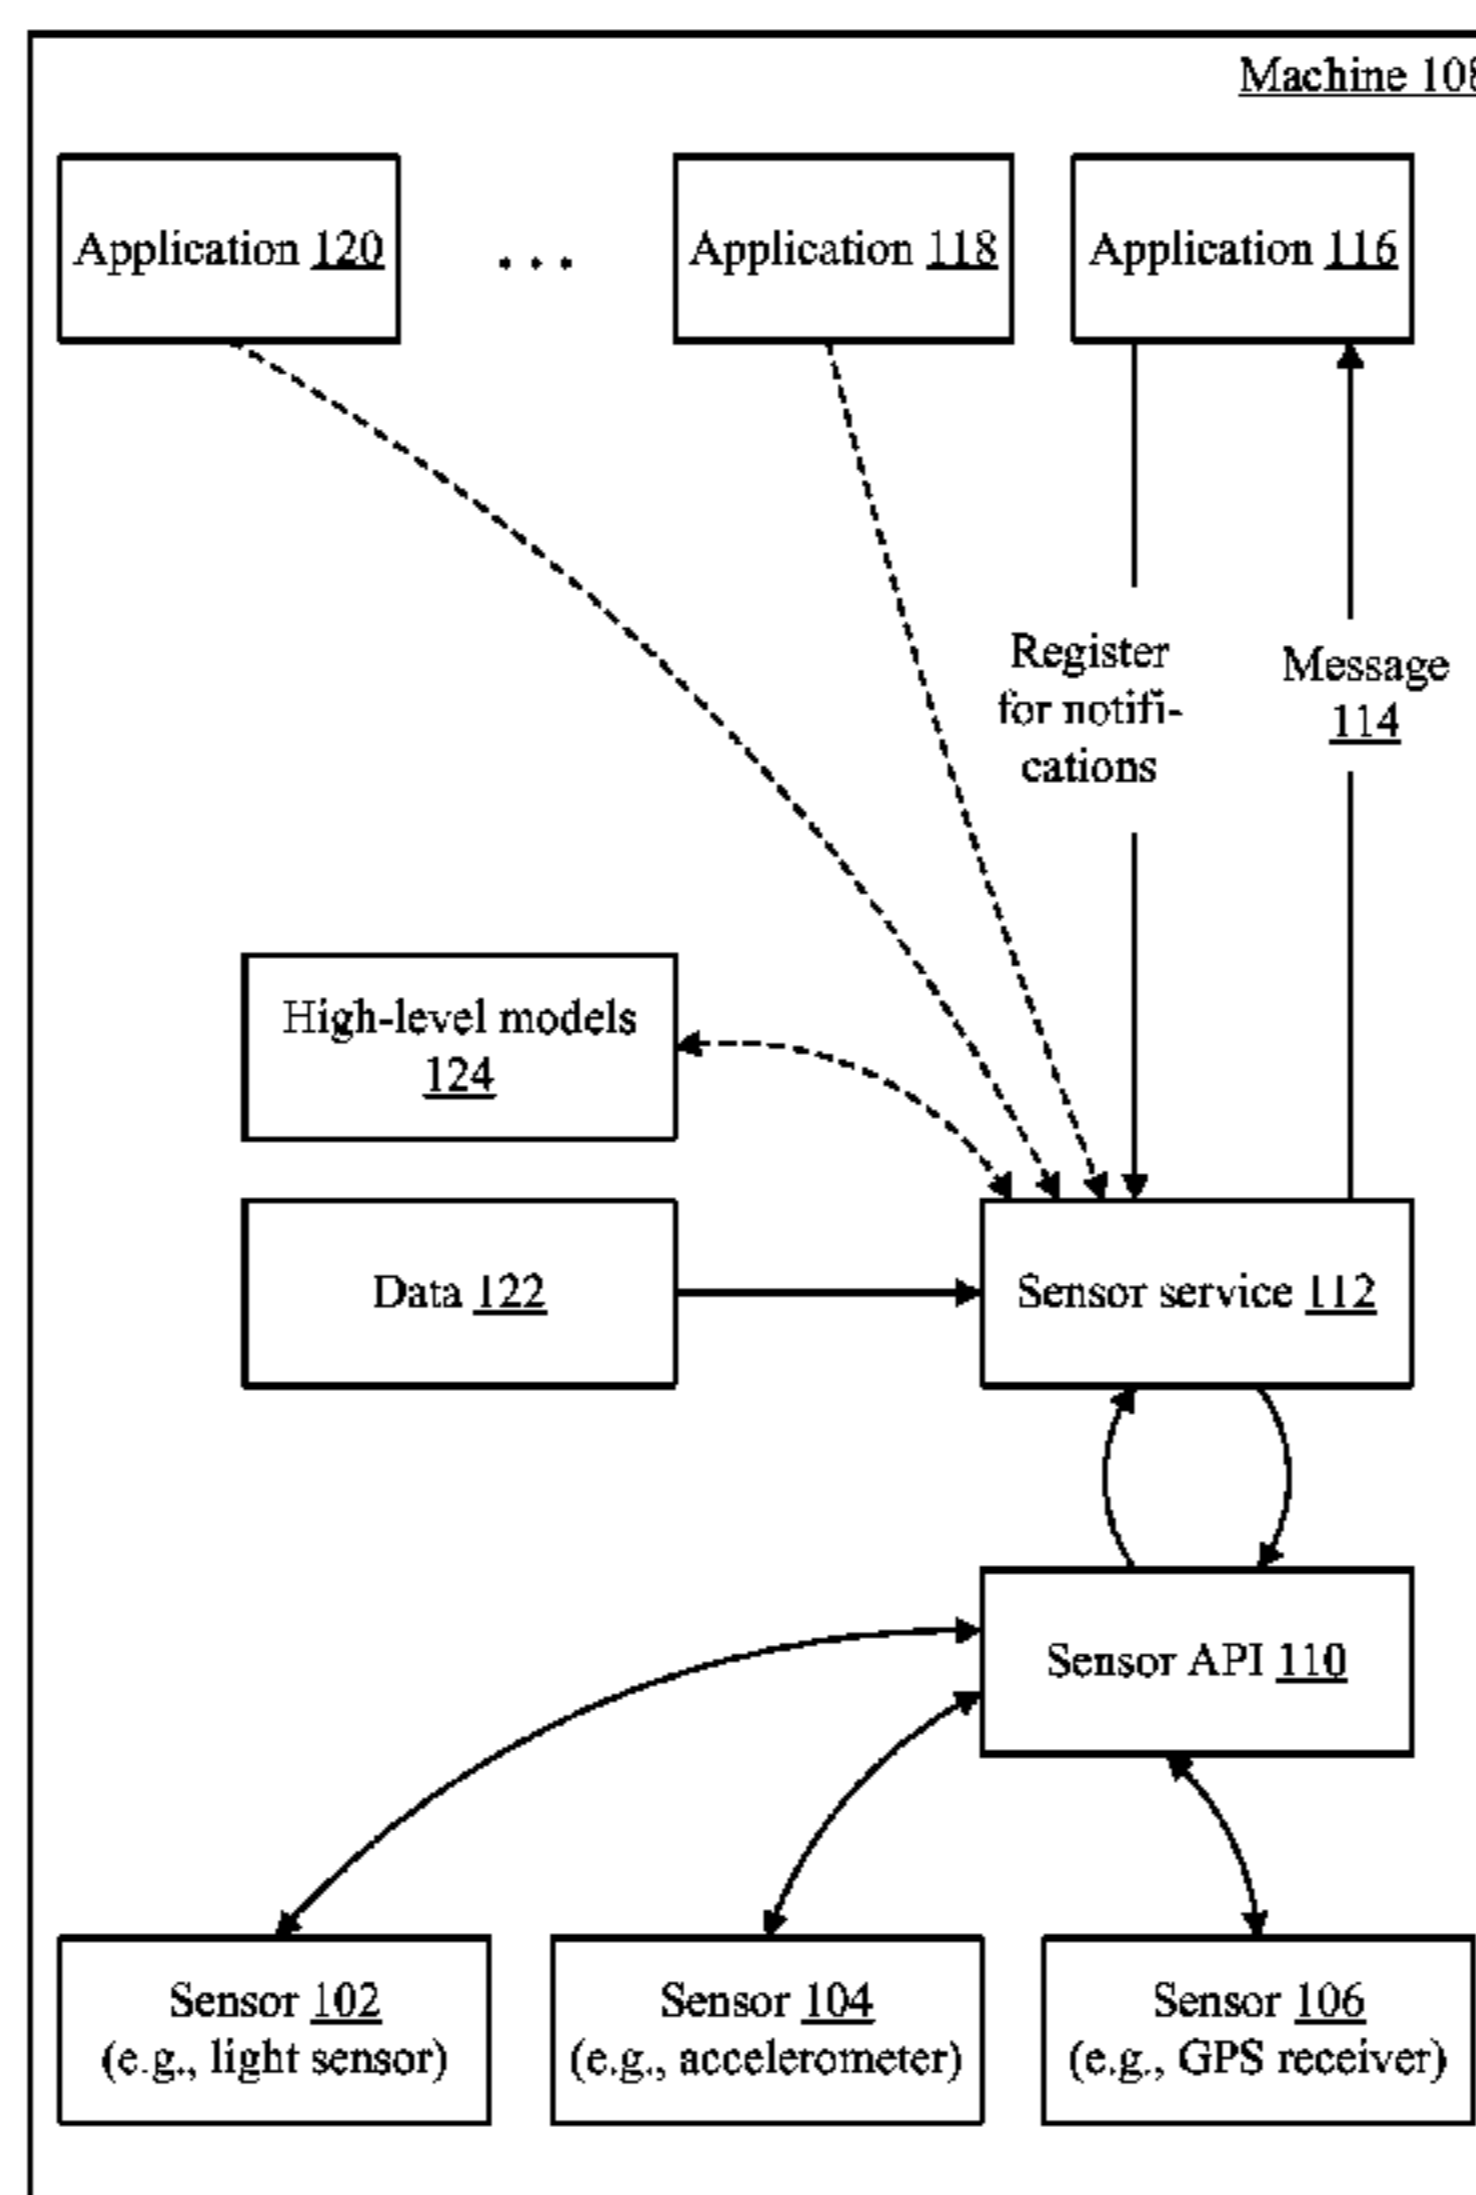 Machine 108
Application 120
...
Application 118
Application 116
Register
for notifi-
cations
Message
114
High-level models
124
Data 122
Sensor service 112
Sensor API 110
Sensor 102
(e.g., light sensor)
Sensor 104
(e.g., accelerometer)
Sensor 106
(e.g., GPS receiver)